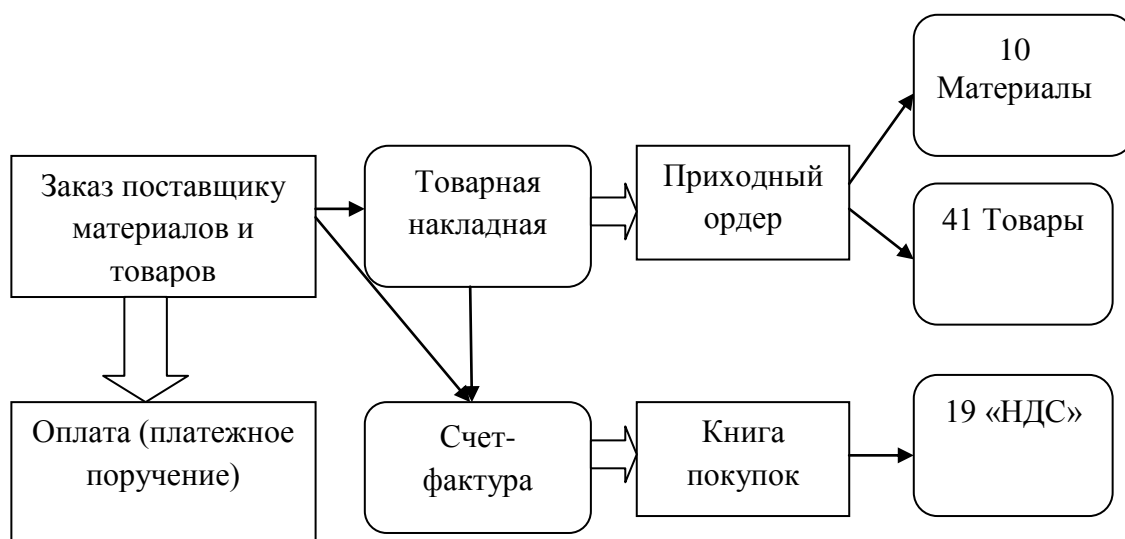 10
Материалы
Заказ поставщику
материалов и
товаров
Товарная
накладная
Приходный
ордер
41 Товары
Оплата (платежное
поручение)
Счет-
фактура
Книга
покупок
19 «НДС»